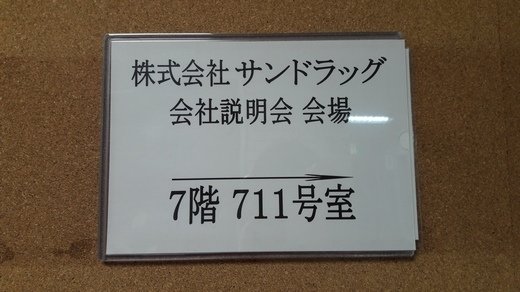 株式会社 サンドラッグ
会社説明会 会場
7階 711号室